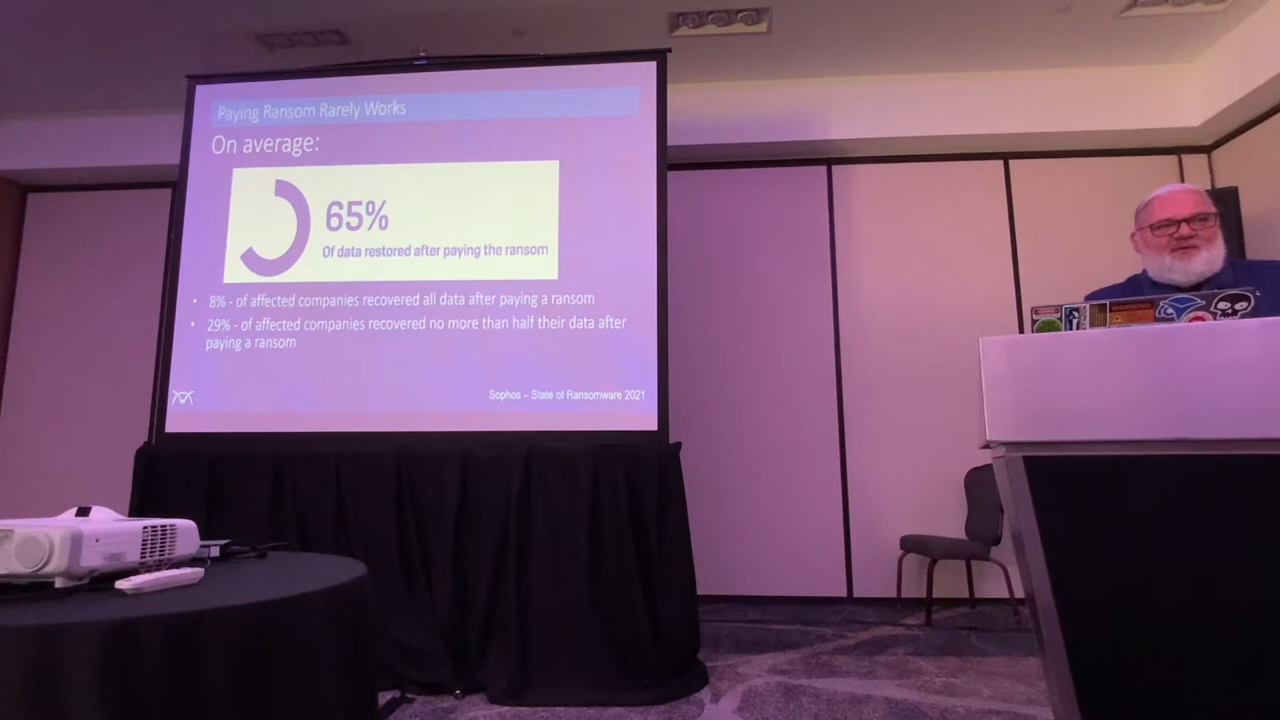 Paying Ransom Rarely Works
On average:
65%
Of data restored after paying the ransom
• 8% - of affected companies recovered all data after paying a ransom
• 29% - of affected companies recovered no more than half their data after
paying a ransom
Sophos – State of Ransomware 2021